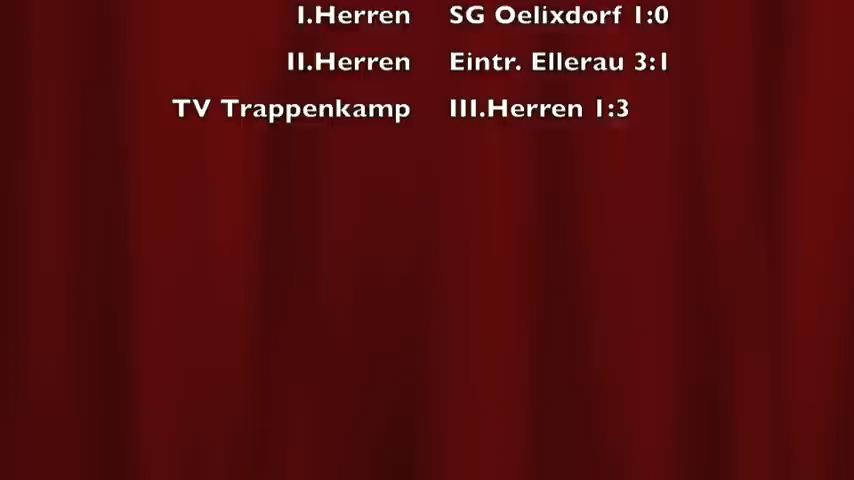 I.Herren SG Oelixdorf 1:0
II.Herren Eintr. Ellerau 3:1
TV Trappenkamp III.Herren 1:3